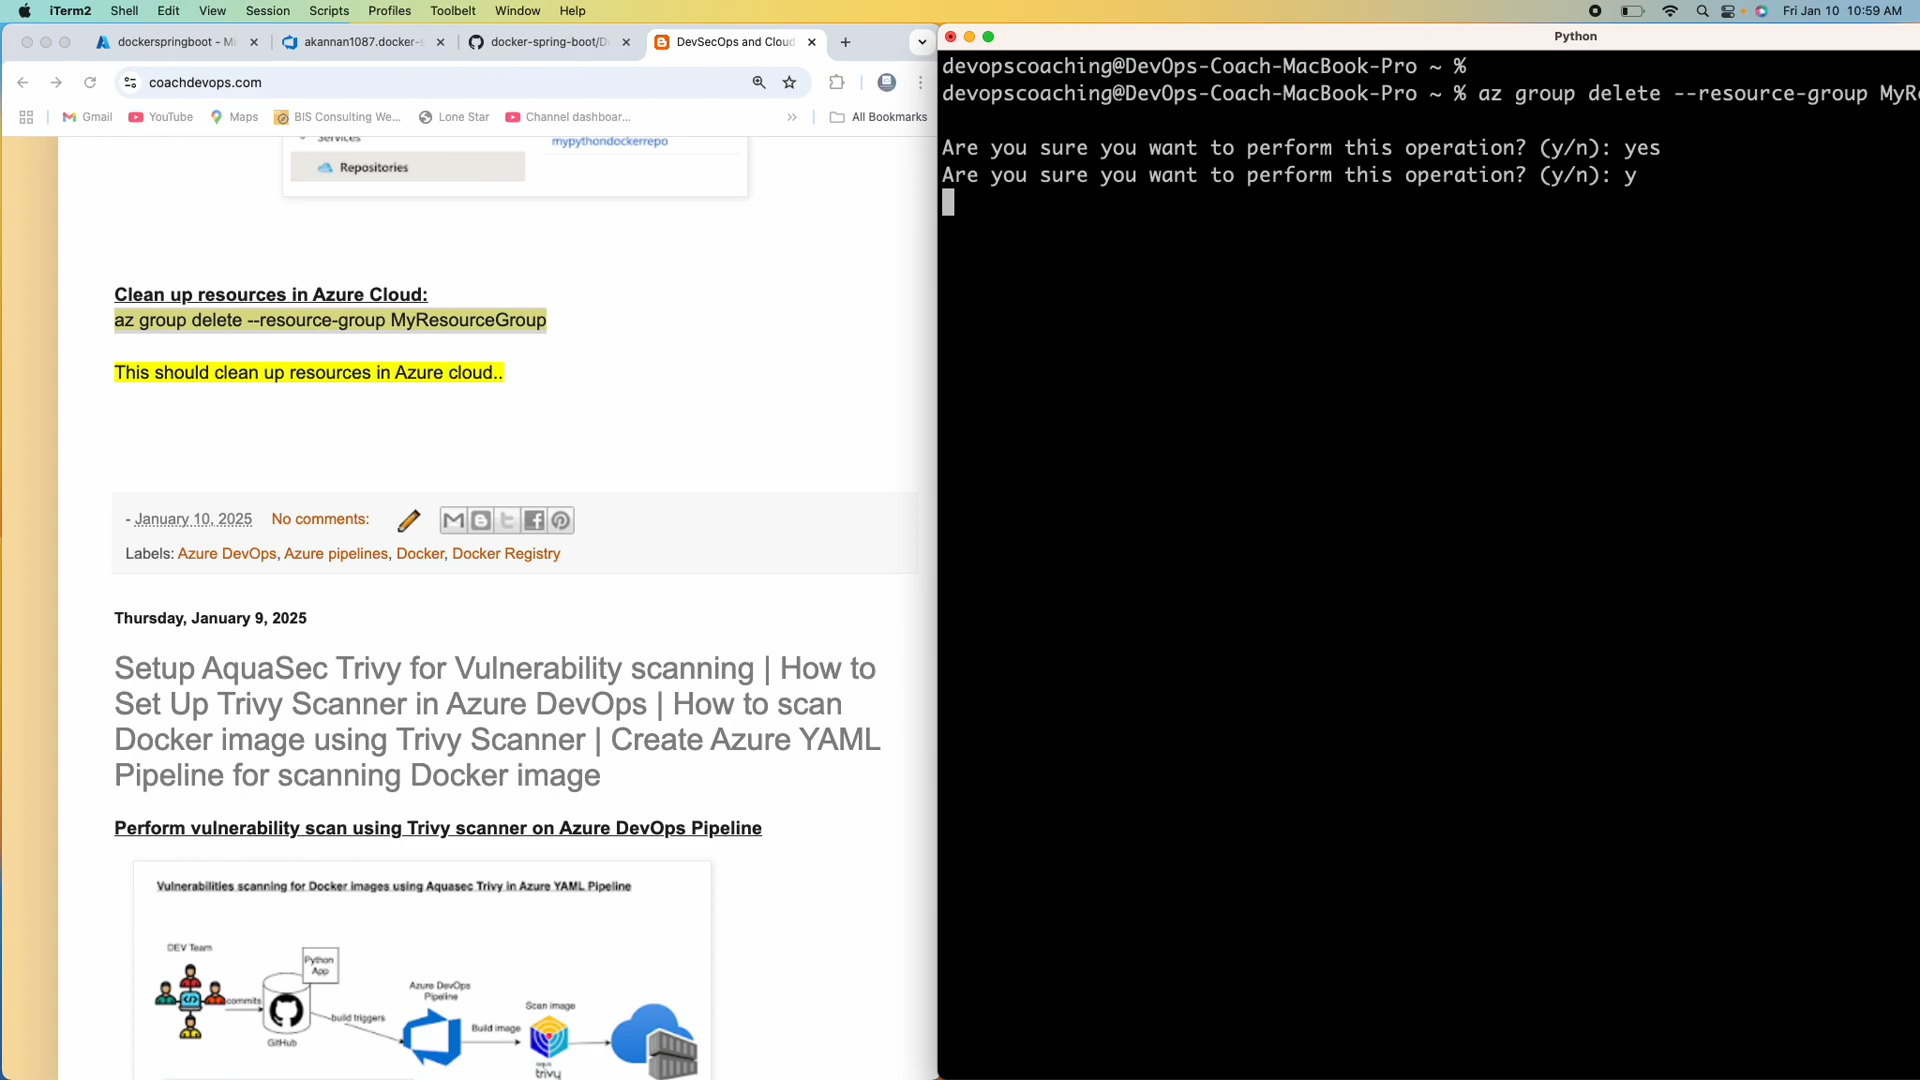 iTerm2 Shell Edit View Session Scripts Profiles Toolbelt Window Help
Fri Jan 10 10:59 AM
dockerspringboot - Mi
akannan1087.docker-s
docker-spring-boot/D
DevSecOps and Cloud
coachdevops.com
Gmail YouTube Maps BIS Consulting We... Lone Star Channel dashboar... » All Bookmarks
Services
mypythondockerrepo
Repositories
Clean up resources in Azure Cloud:
az group delete --resource-group MyResourceGroup
This should clean up resources in Azure cloud..
- January 10, 2025 No comments:
Labels: Azure DevOps, Azure pipelines, Docker, Docker Registry
Thursday, January 9, 2025
Setup AquaSec Trivy for Vulnerability scanning | How to
Set Up Trivy Scanner in Azure DevOps | How to scan
Docker image using Trivy Scanner | Create Azure YAML
Pipeline for scanning Docker image
Perform vulnerability scan using Trivy scanner on Azure DevOps Pipeline
Vulnerabilities scanning for Docker images using Aquasec Trivy in Azure YAML Pipeline
DEV Team
Python
App
commits
GitHub
build triggers
Azure DevOps
Pipeline
Build image
Scan image
aqua
trivy
Python
devopscoaching@DevOps-Coach-MacBook-Pro ~ %
devopscoaching@DevOps-Coach-MacBook-Pro ~ % az group delete --resource-group MyRe
Are you sure you want to perform this operation? (y/n): yes
Are you sure you want to perform this operation? (y/n): y